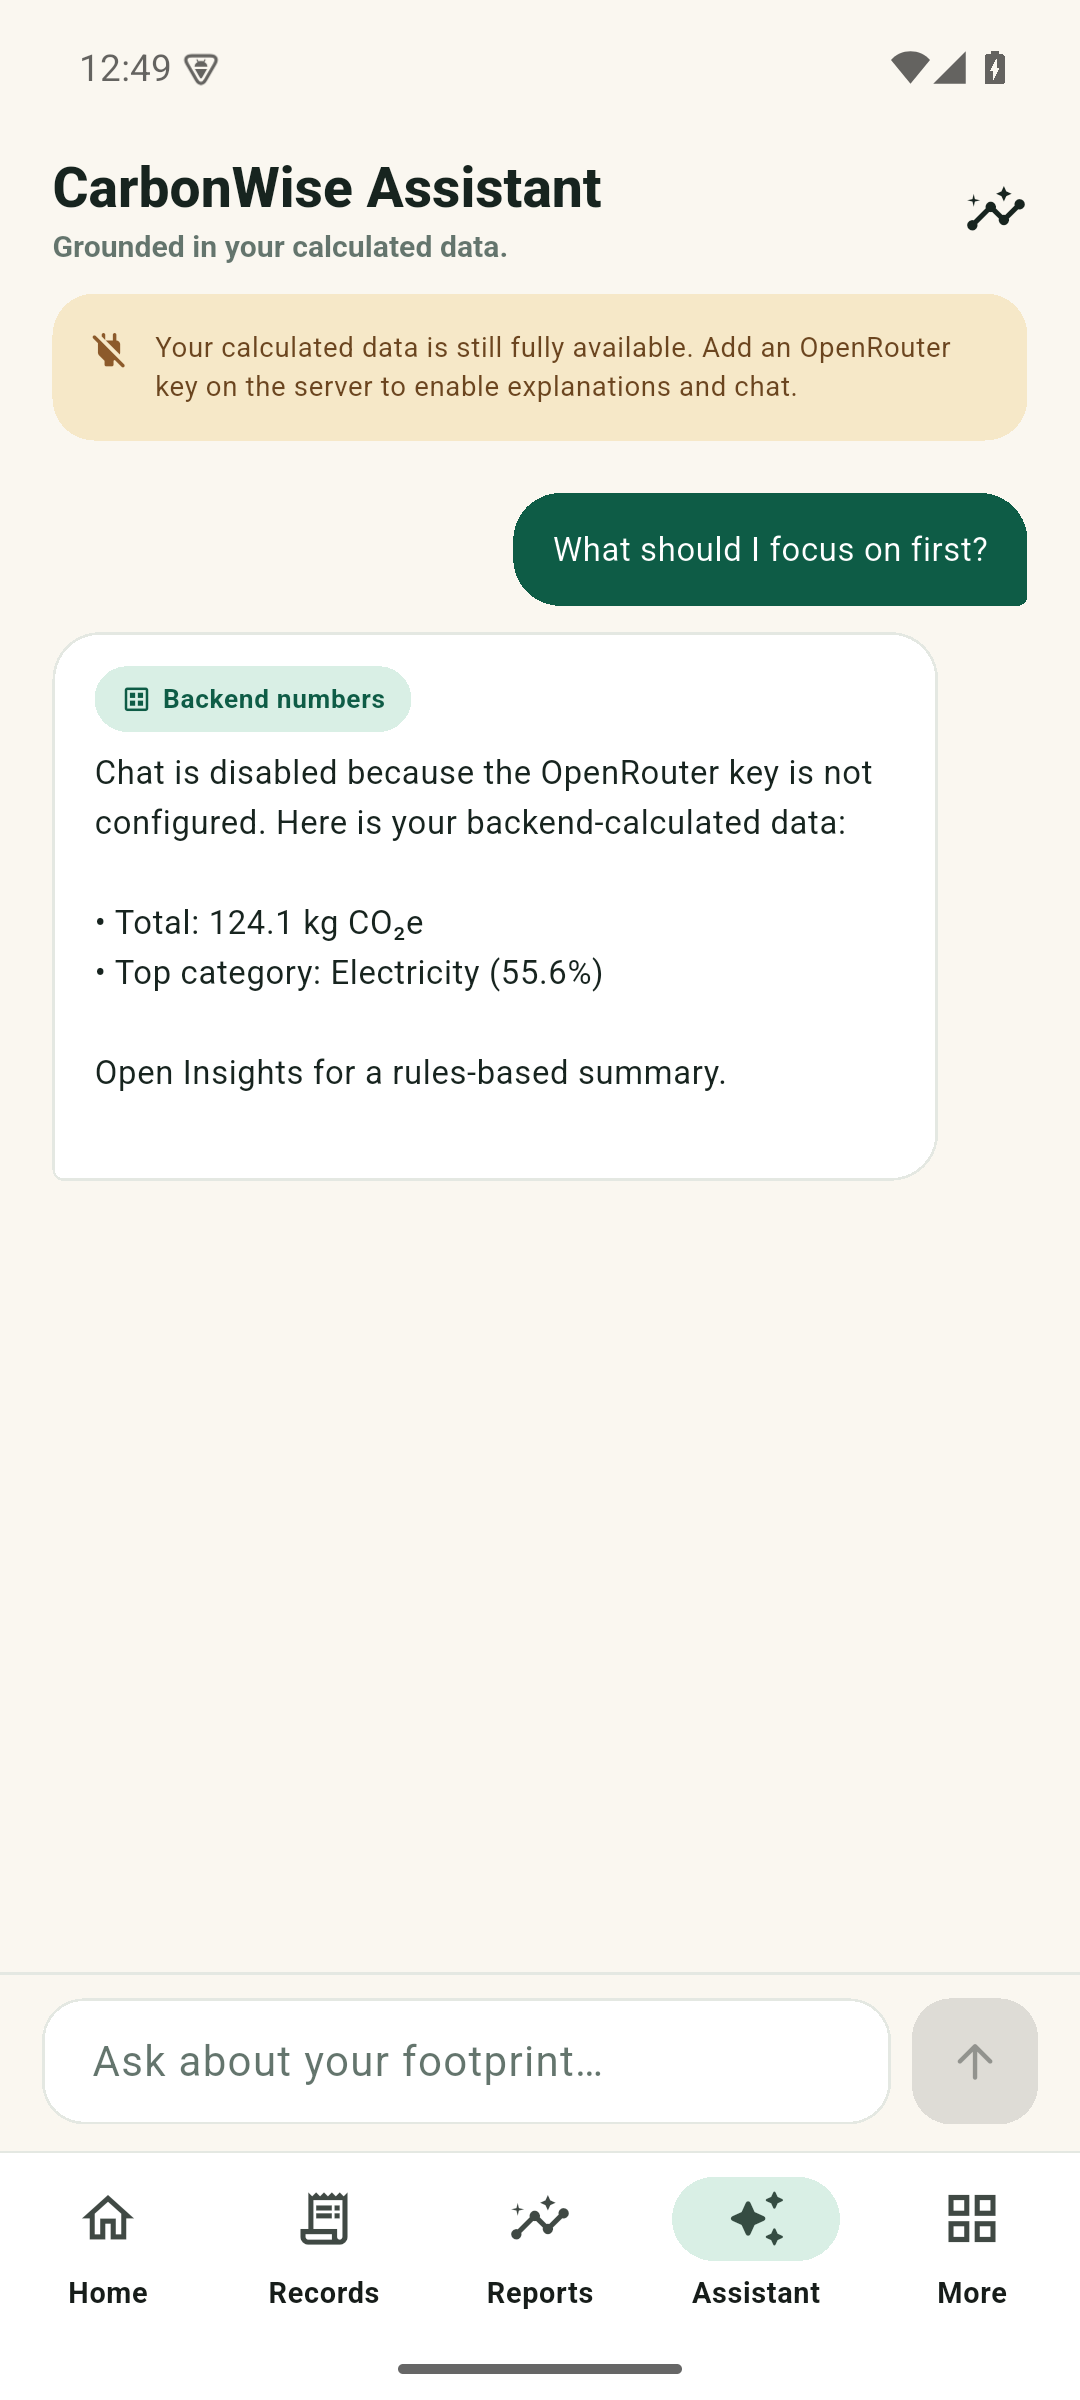 12:49
CarbonWise Assistant
Grounded in your calculated data.
Your calculated data is still fully available. Add an OpenRouter
key on the server to enable explanations and chat.
What should I focus on first?
Backend numbers
Chat is disabled because the OpenRouter key is not
configured. Here is your backend-calculated data:
• Total: 124.1 kg CO₂e
• Top category: Electricity (55.6%)
Open Insights for a rules-based summary.
Ask about your footprint…
Home
Records
Reports
Assistant
More